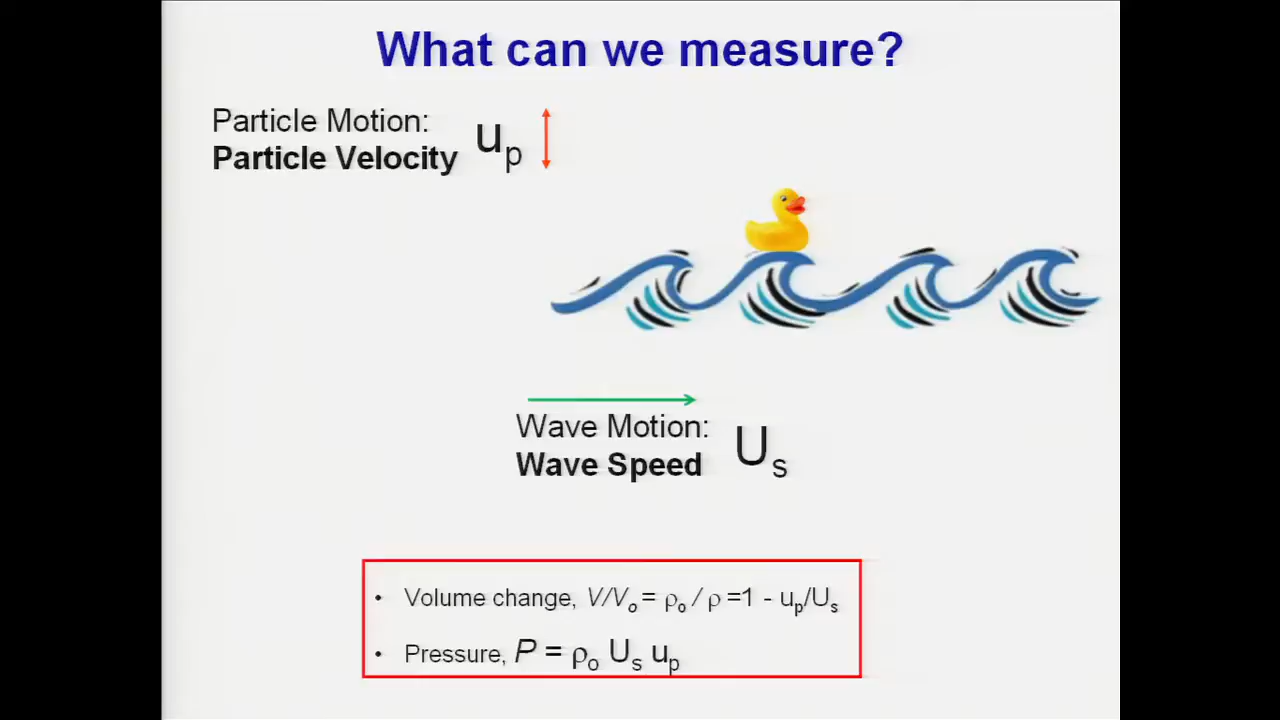 What can we measure?
Particle Motion:
Particle Velocity
u_p
Wave Motion:
Wave Speed
U_s
• Volume change, V/V_o = ρ_o / ρ =1 - u_p/U_s
• Pressure, P = ρ_o U_s u_p